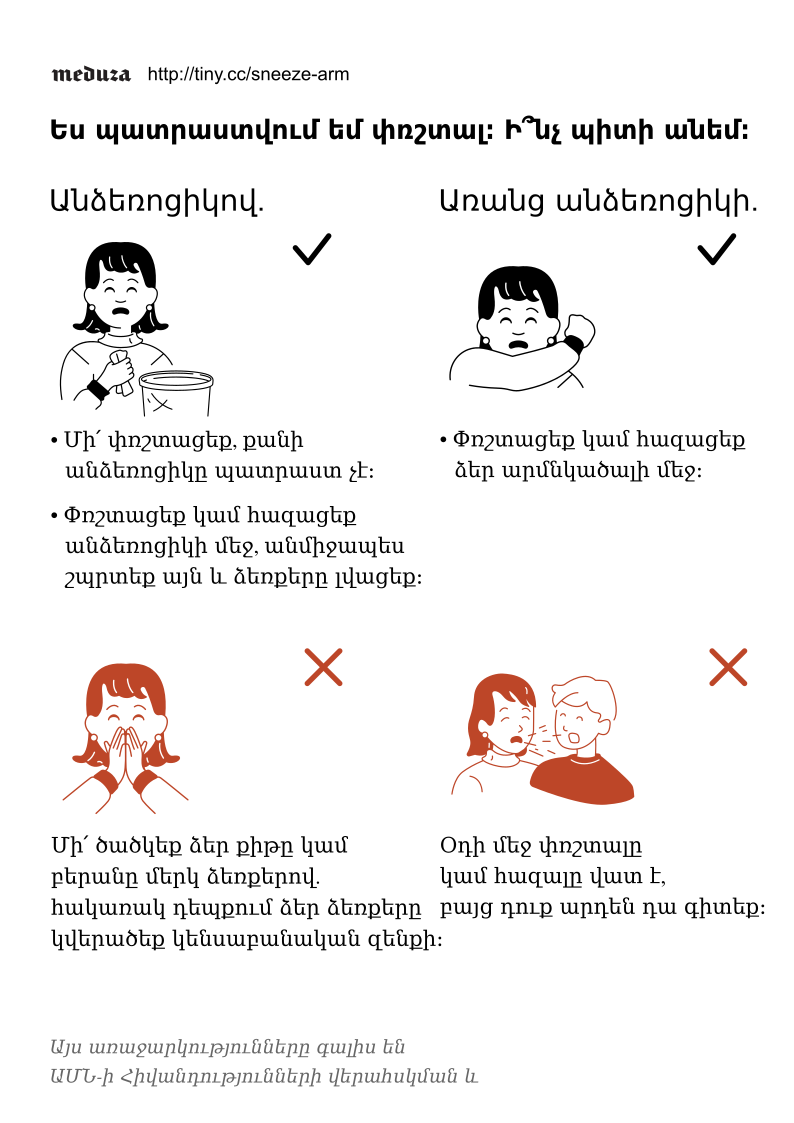 meduza http://tiny.cc/sneeze-arm
Ես պատրաստվում եմ փռշտալ: Ի՞նչ պիտի անեմ:
Անձեռոցիկով.
• Մի՛ փռշտացեք, քանի
անձեռոցիկը պատրաստ չէ:
• Փռշտացեք կամ հազացեք
անձեռոցիկի մեջ, անմիջապես
շպրտեք այն և ձեռքերը լվացեք:
Առանց անձեռոցիկի.
• Փռշտացեք կամ հազացեք
ձեր արմնկածալի մեջ:
Մի՛ ծածկեք ձեր քիթը կամ
բերանը մերկ ձեռքերով.
հակառակ դեպքում ձեր ձեռքերը
կվերածեք կենսաբանական զենքի:
Օդի մեջ փռշտալը
կամ հազալը վատ է,
բայց դուք արդեն դա գիտեք:
Այս առաջարկությունները գալիս են
ԱՄՆ-ի Հիվանդությունների վերահսկման և